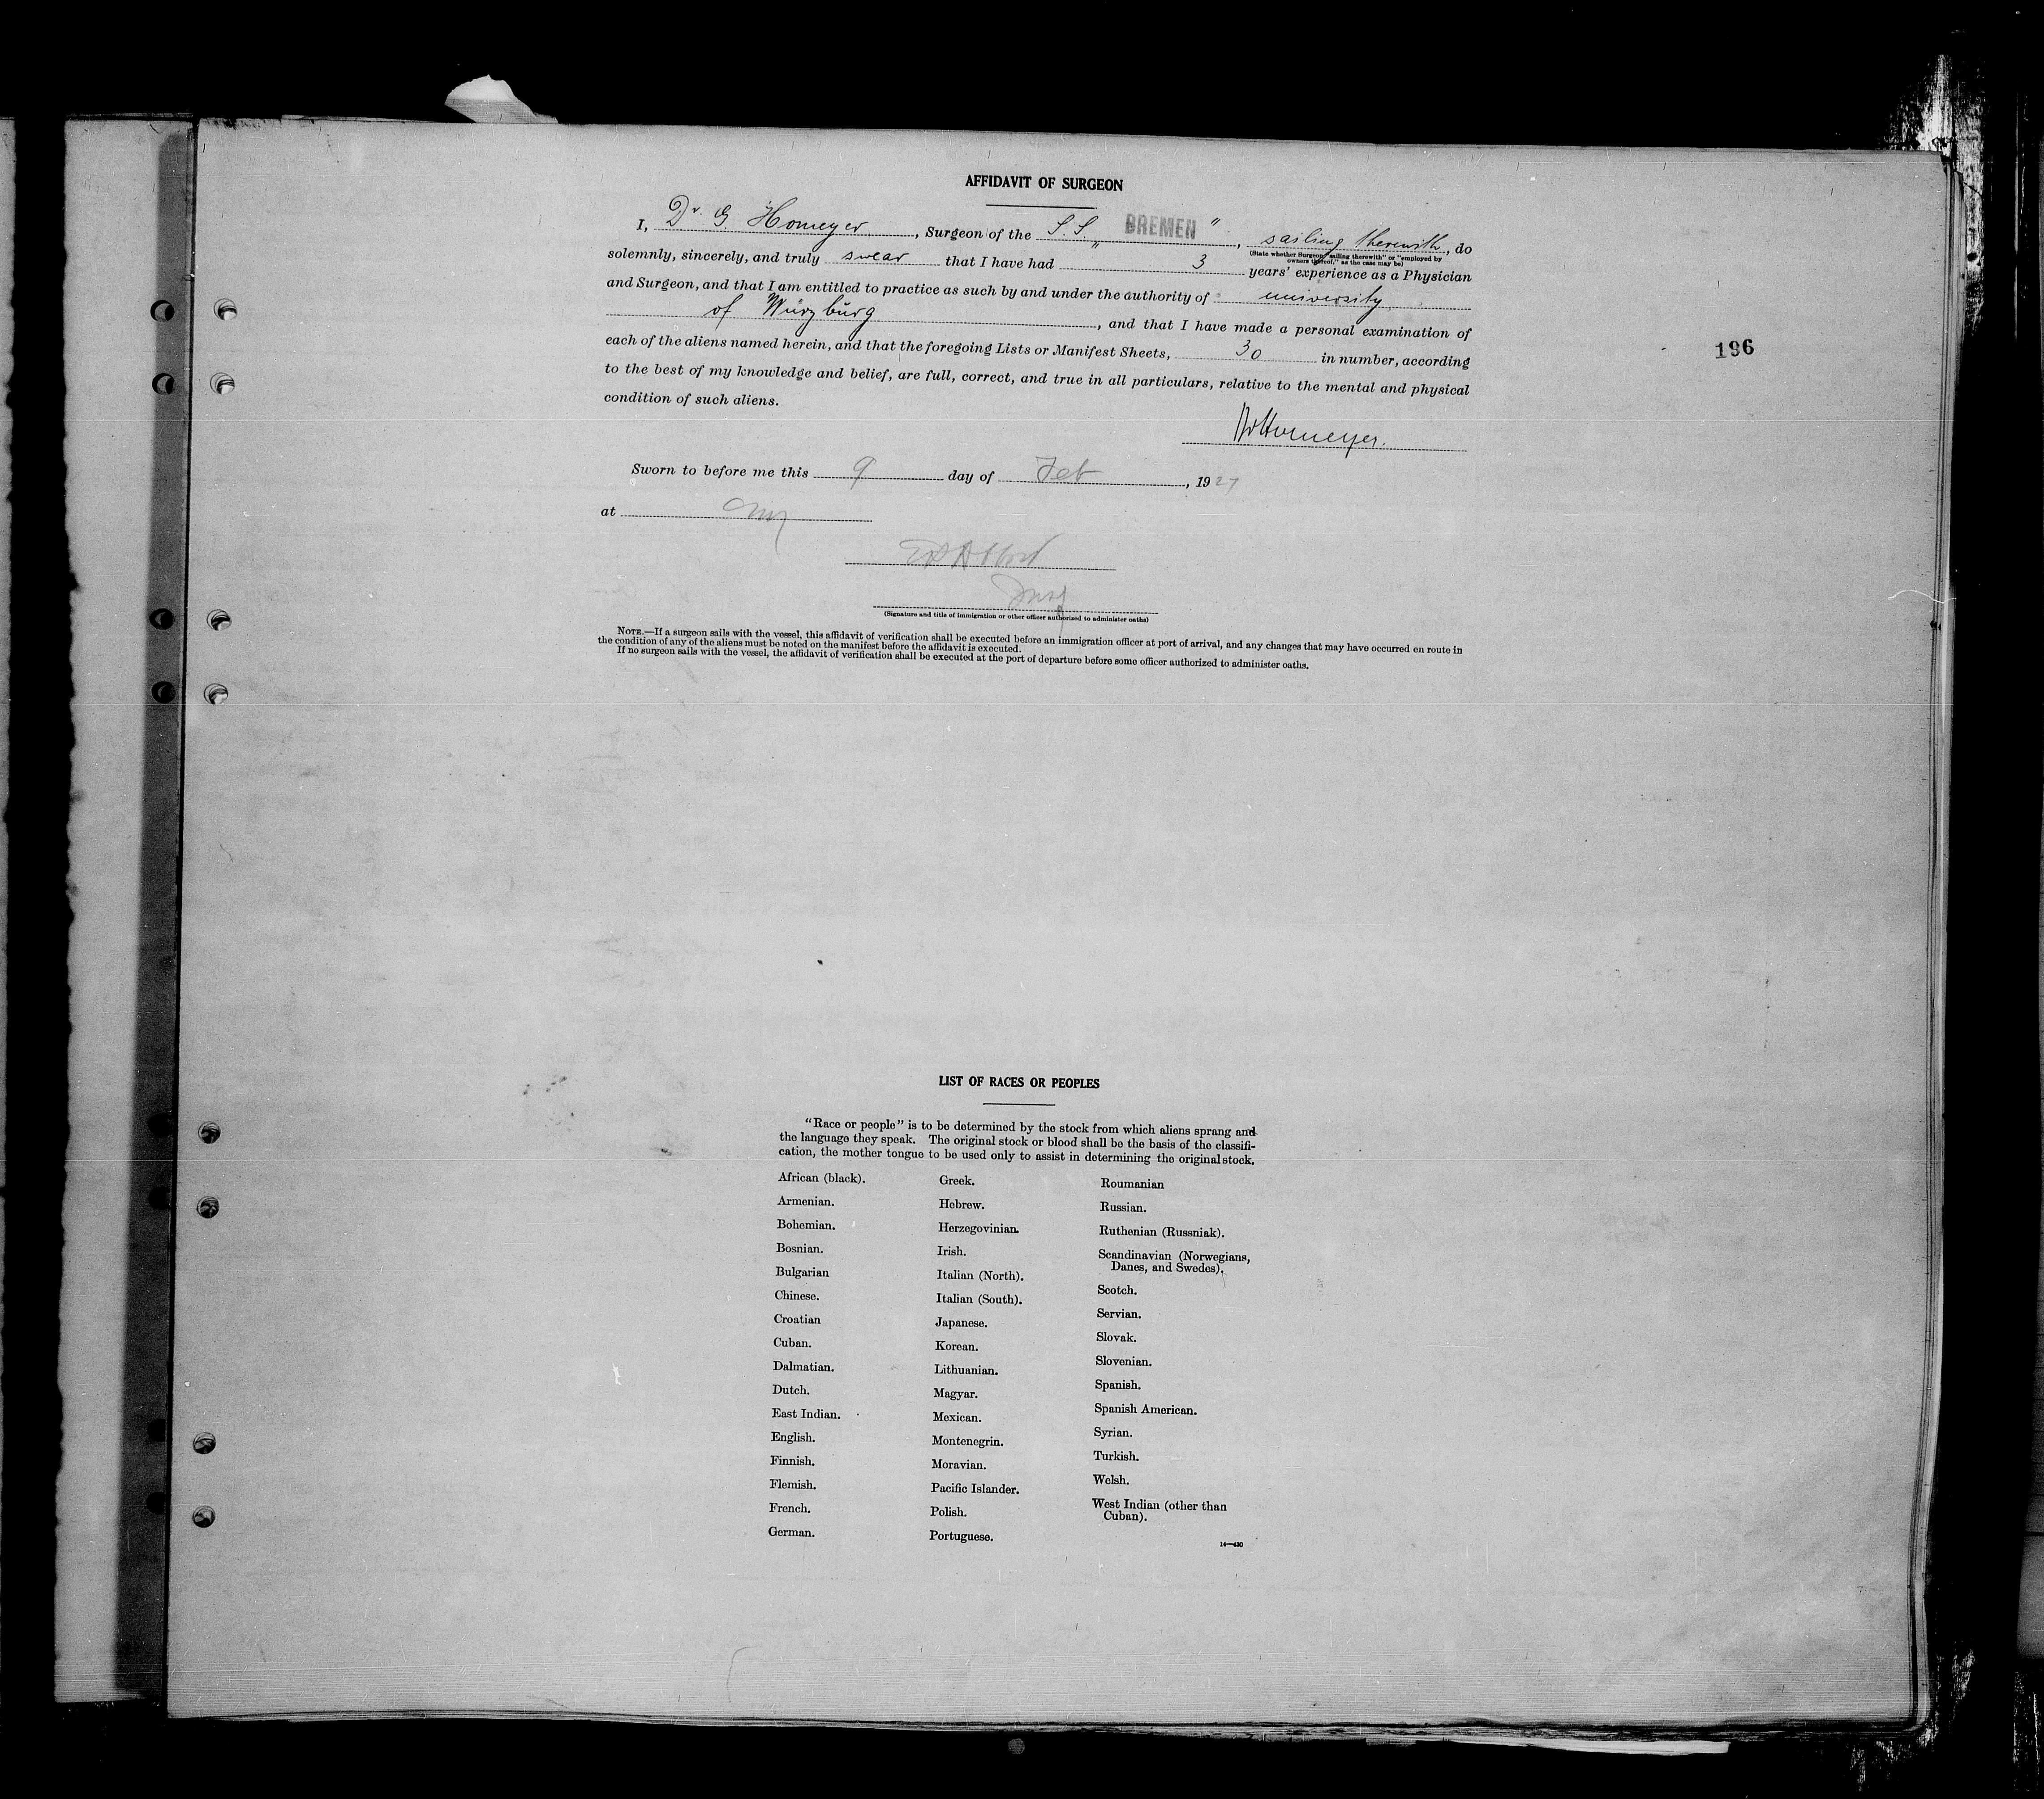 AFFIDAVIT OF SURGEON
I, Dr. G. Homeyer, Surgeon of the S.S. „BREMEN", sailing therewith, do
(State whether Surgeon "sailing therewith" or "employed by
owners thereof," as the case may be)
solemnly, sincerely, and truly swear that I have had 3 years' experience as a Physician
and Surgeon, and that I am entitled to practice as such by and under the authority of university
of Würzburg, and that I have made a personal examination of
each of the aliens named herein, and that the foregoing Lists or Manifest Sheets, 30 in number, according
to the best of my knowledge and belief, are full, correct, and true in all particulars, relative to the mental and physical
condition of such aliens.
196
Dr Homeyer.
Sworn to before me this 9 day of Feb, 1927
at NY
(Signature and title of immigration or other officer authorized to administer oaths)
NOTE.—If a surgeon sails with the vessel, this affidavit of verification shall be executed before an immigration officer at port of arrival, and any changes that may have occurred en route in
the condition of any of the aliens must be noted on the manifest before the affidavit is executed.
If no surgeon sails with the vessel, the affidavit of verification shall be executed at the port of departure before some officer authorized to administer oaths.
LIST OF RACES OR PEOPLES
"Race or people" is to be determined by the stock from which aliens sprang and
the language they speak. The original stock or blood shall be the basis of the classifi-
cation, the mother tongue to be used only to assist in determining the original stock.
African (black).
Armenian.
Bohemian.
Bosnian.
Bulgarian
Chinese.
Croatian
Cuban.
Dalmatian.
Dutch.
East Indian.
English.
Finnish.
Flemish.
French.
German.
Greek.
Hebrew.
Herzegovinian.
Irish.
Italian (North).
Italian (South).
Japanese.
Korean.
Lithuanian.
Magyar.
Mexican.
Montenegrin.
Moravian.
Pacific Islander.
Polish.
Portuguese.
Roumanian
Russian.
Ruthenian (Russniak).
Scandinavian (Norwegians,
Danes, and Swedes).
Scotch.
Servian.
Slovak.
Slovenian.
Spanish.
Spanish American.
Syrian.
Turkish.
Welsh.
West Indian (other than
Cuban).
14—430